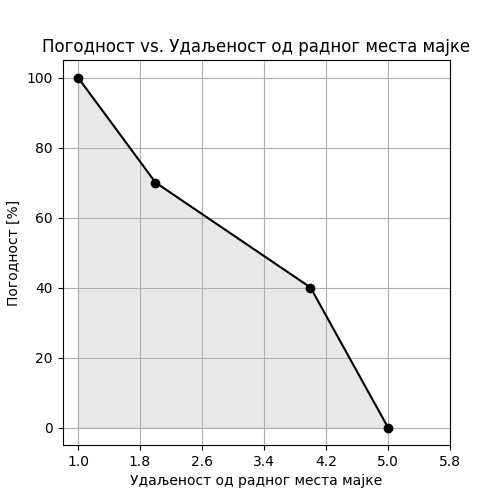 Погодност vs. Удаљеност од радног места мајке
Погодност [%]
100
80
60
40
20
0
1.0 1.8 2.6 3.4 4.2 5.0 5.8
Удаљеност од радног места мајке